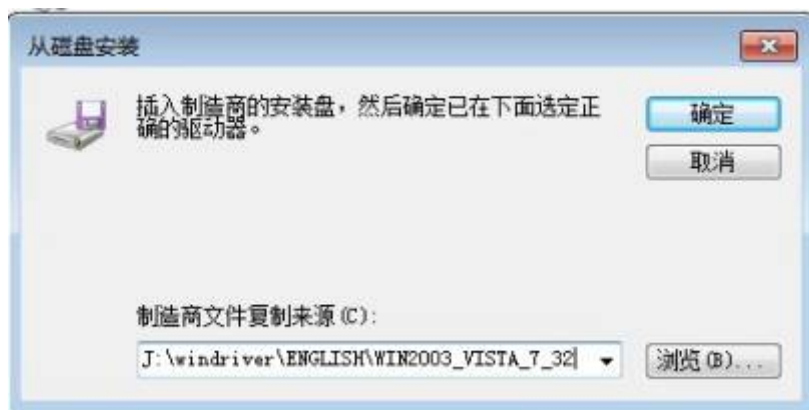 从磁盘安装
插入制造商的安装盘，然后确定已在下面选定正
确的驱动器。
确定
取消
制造商文件复制来源(C):
J:\windriver\ENGLISH\WIN2003_VISTA_7_32
浏览(B)...